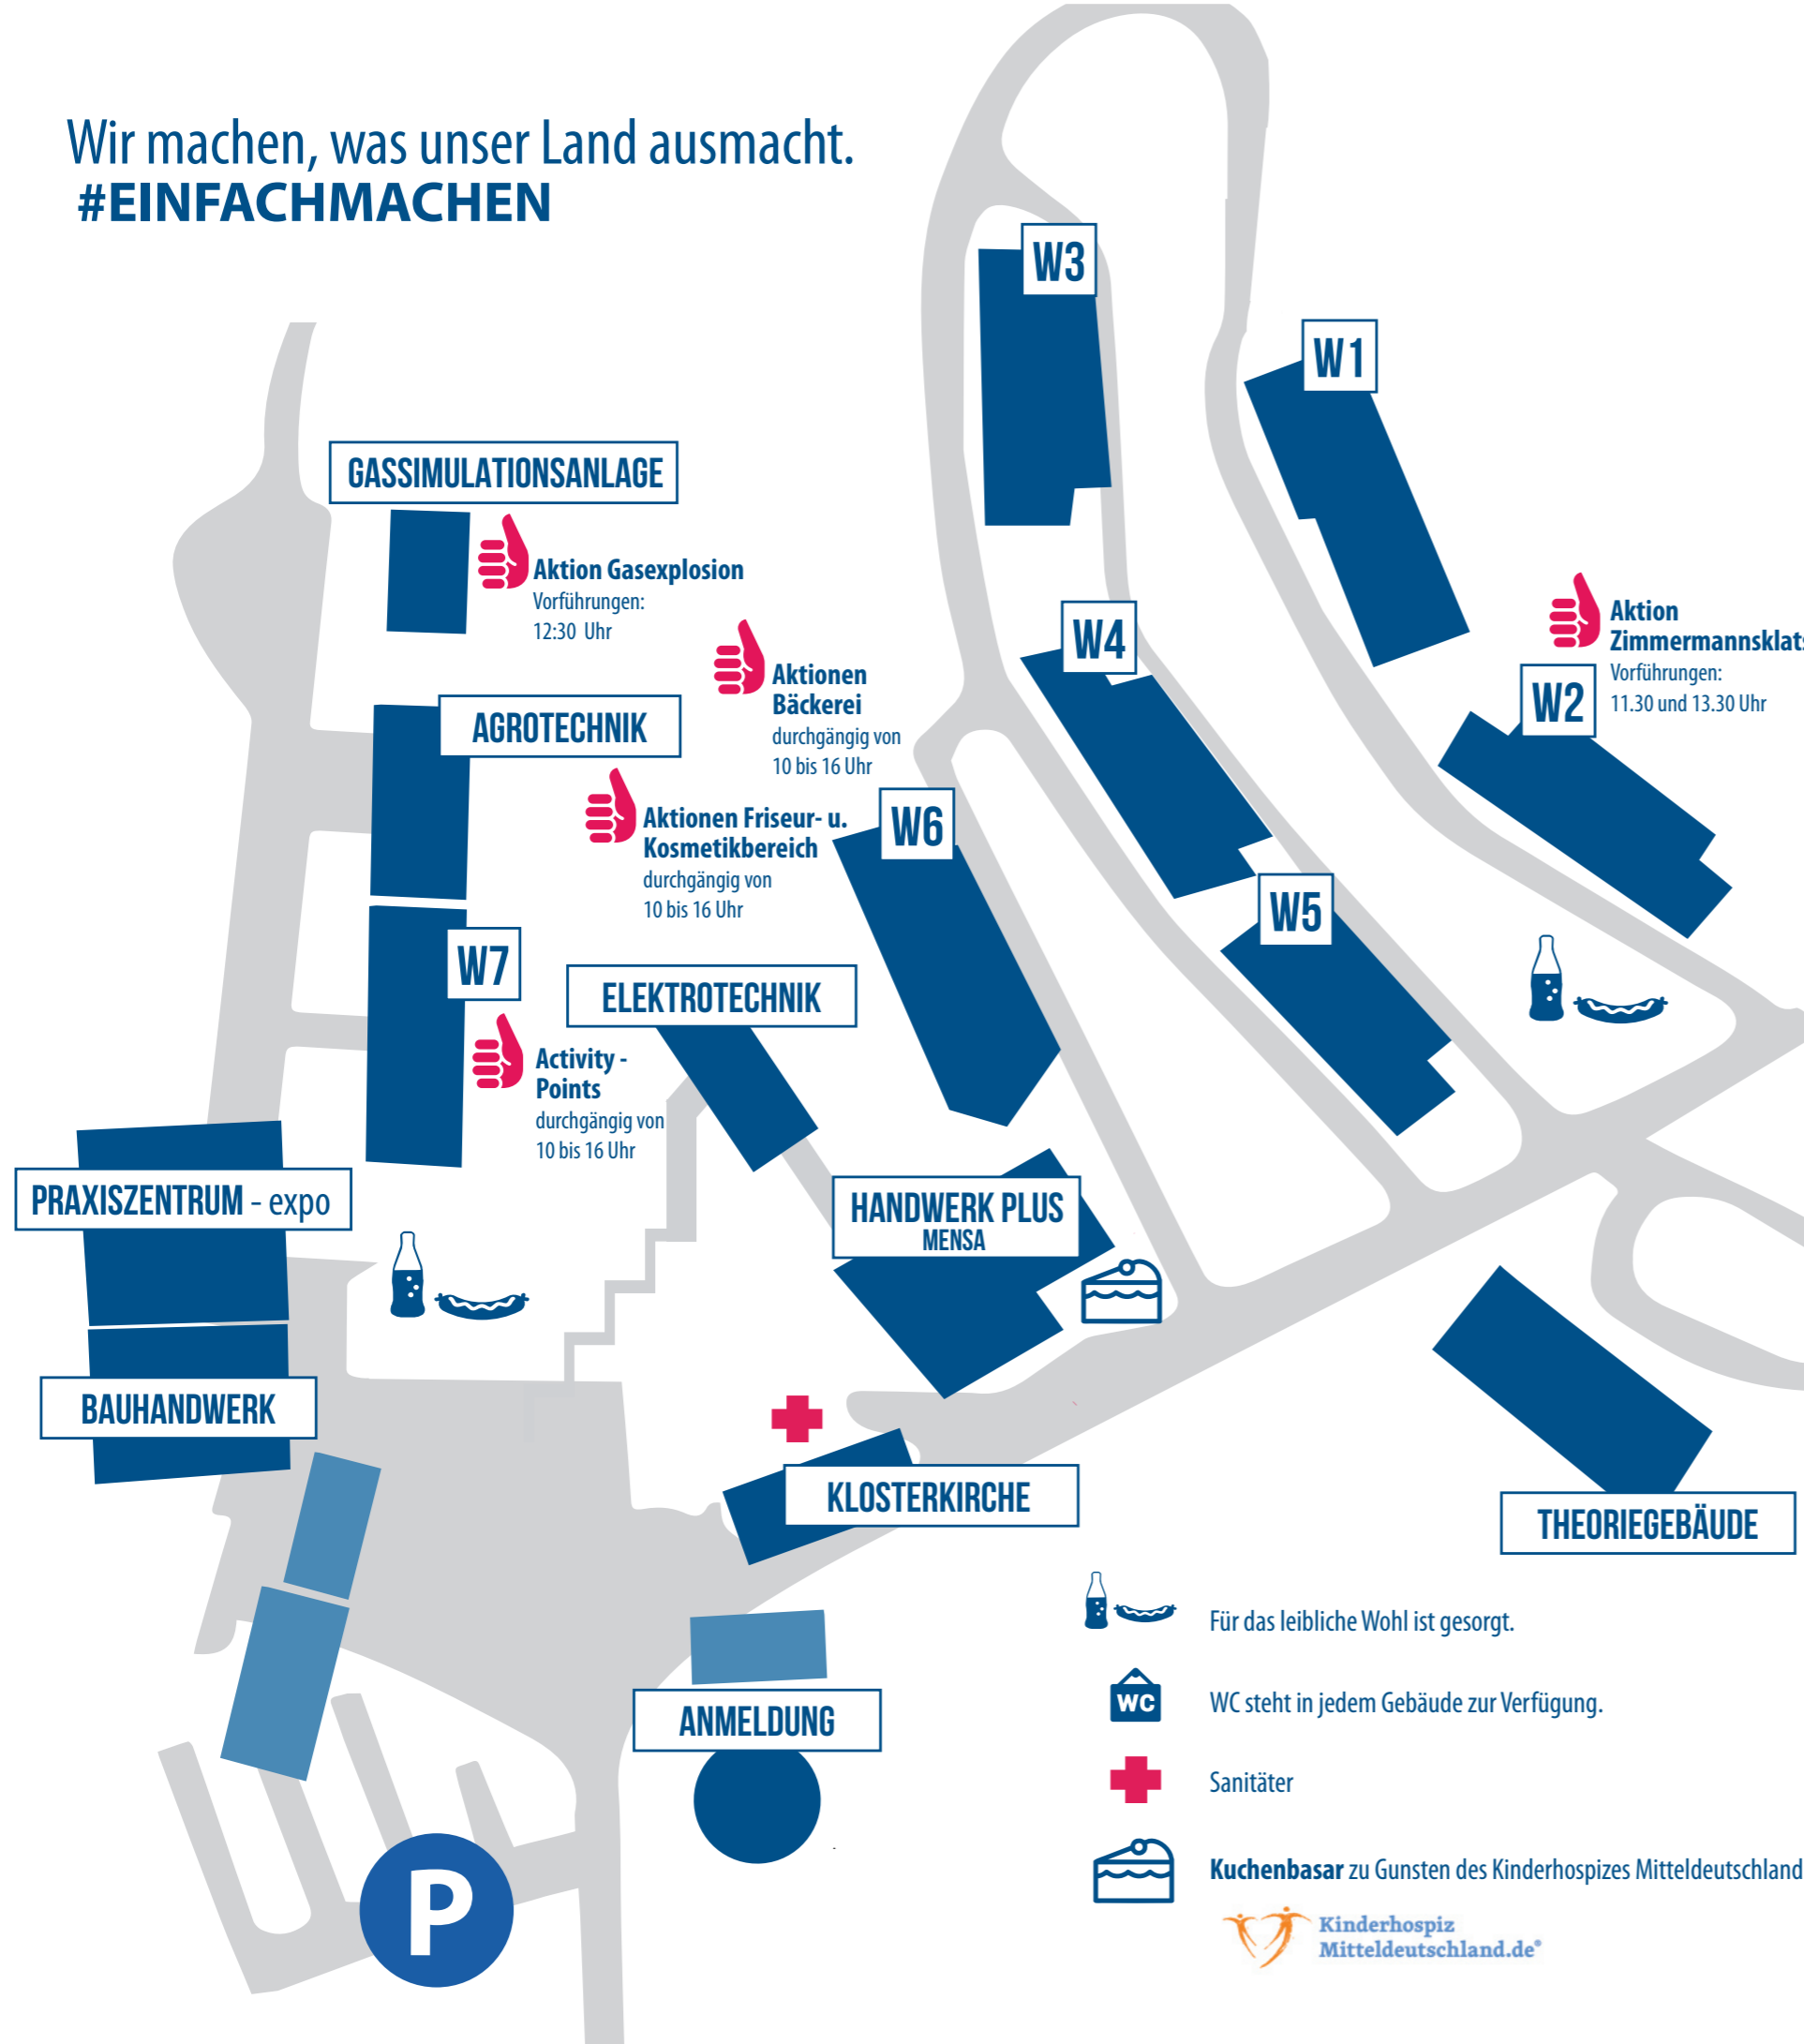 Wir machen, was unser Land ausmacht.
#EINFACHMACHEN
W3
W1
GASSIMULATIONSANLAGE
Aktion Gasexplosion
Vorführungen:
12:30 Uhr
W4
Aktion
Vorführungen:
11.30 und 13.30 Uhr
W2
Aktionen
Bäckerei
durchgängig von
10 bis 16 Uhr
AGROTECHNIK
Aktionen Friseur- u.
Kosmetikbereich
durchgängig von
10 bis 16 Uhr
W6
W5
W7
ELEKTROTECHNIK
Activity -
Points
durchgängig von
10 bis 16 Uhr
PRAXISZENTRUM - expo
HANDWERK PLUS
MENSA
BAUHANDWERK
KLOSTERKIRCHE
THEORIEGEBÄUDE
ANMELDUNG
P
Für das leibliche Wohl ist gesorgt.
WC
WC steht in jedem Gebäude zur Verfügung.
Sanitäter
Kuchenbasar zu Gunsten des Kinderhospizes Mitteldeutschland
Kinderhospiz
Mitteldeutschland.de®